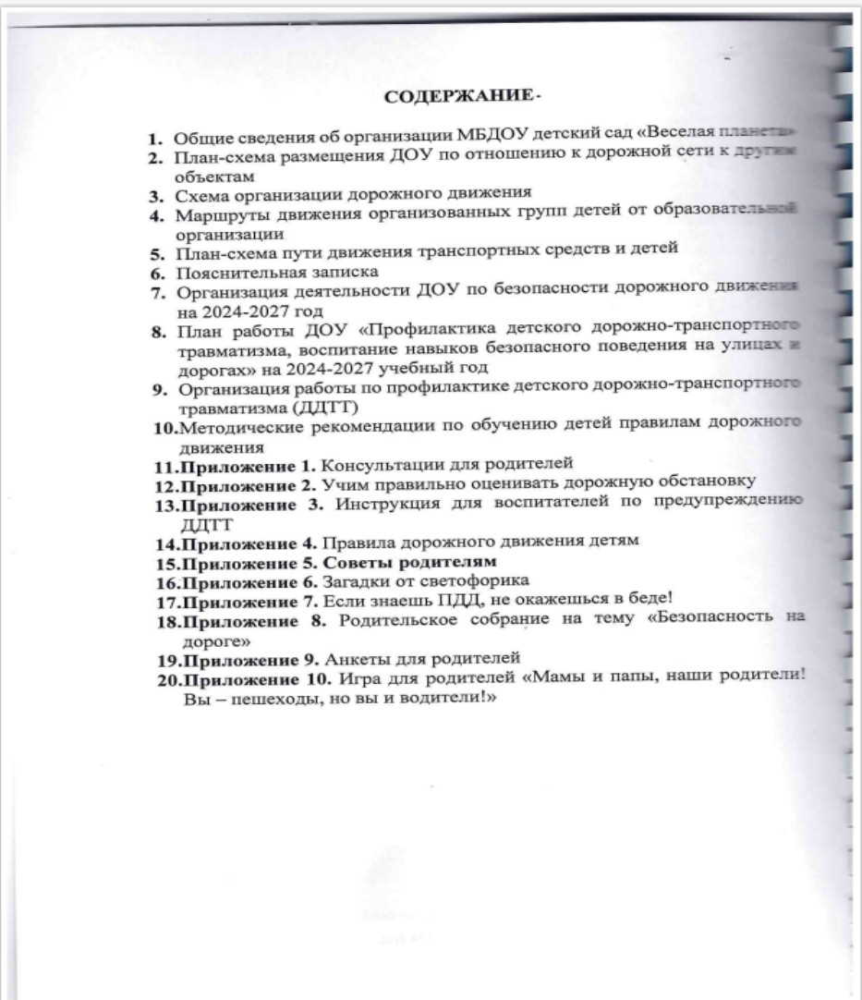 СОДЕРЖАНИЕ-
1. Общие сведения об организации МБДОУ детский сад «Веселая планета»
2. План-схема размещения ДОУ по отношению к дорожной сети к другим
объектам
3. Схема организации дорожного движения
4. Маршруты движения организованных групп детей от образовательной
организации
5. План-схема пути движения транспортных средств и детей
6. Пояснительная записка
7. Организация деятельности ДОУ по безопасности дорожного движения
на 2024-2027 год
8. План работы ДОУ «Профилактика детского дорожно-транспортного
травматизма, воспитание навыков безопасного поведения на улицах и
дорогах» на 2024-2027 учебный год
9. Организация работы по профилактике детского дорожно-транспортного
травматизма (ДДТТ)
10.Методические рекомендации по обучению детей правилам дорожного
движения
11.Приложение 1. Консультации для родителей
12.Приложение 2. Учим правильно оценивать дорожную обстановку
13.Приложение 3. Инструкция для воспитателей по предупреждению
ДДТТ
14.Приложение 4. Правила дорожного движения детям
15.Приложение 5. Советы родителям
16.Приложение 6. Загадки от светофорика
17.Приложение 7. Если знаешь ПДД, не окажешься в беде!
18.Приложение 8. Родительское собрание на тему «Безопасность на
дороге»
19.Приложение 9. Анкеты для родителей
20.Приложение 10. Игра для родителей «Мамы и папы, наши родители!
Вы – пешеходы, но вы и водители!»